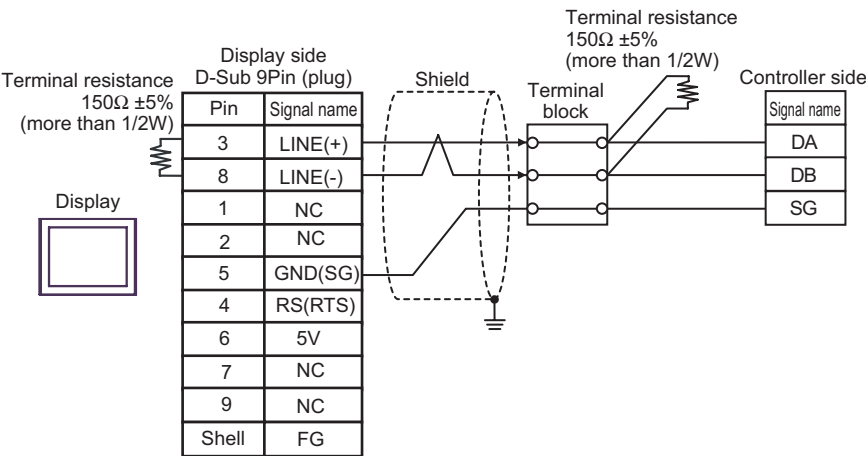 Terminal resistance
150Ω ±5%
(more than 1/2W)
Display side
D-Sub 9Pin (plug)
Terminal resistance
150Ω ±5%
(more than 1/2W)
Shield
Terminal
block
Controller side
Pin Signal name
Signal name
3 LINE(+)
DA
8 LINE(-)
DB
Display
1 NC
SG
2 NC
5 GND(SG)
4 RS(RTS)
6 5V
7 NC
9 NC
Shell FG